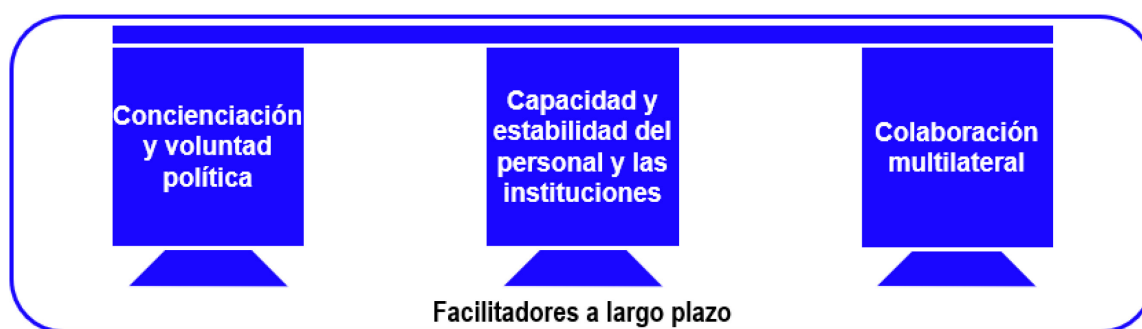 Concienciación
y voluntad
política
Capacidad y
estabilidad del
personal y las
instituciones
Colaboración
multilateral
Facilitadores a largo plazo